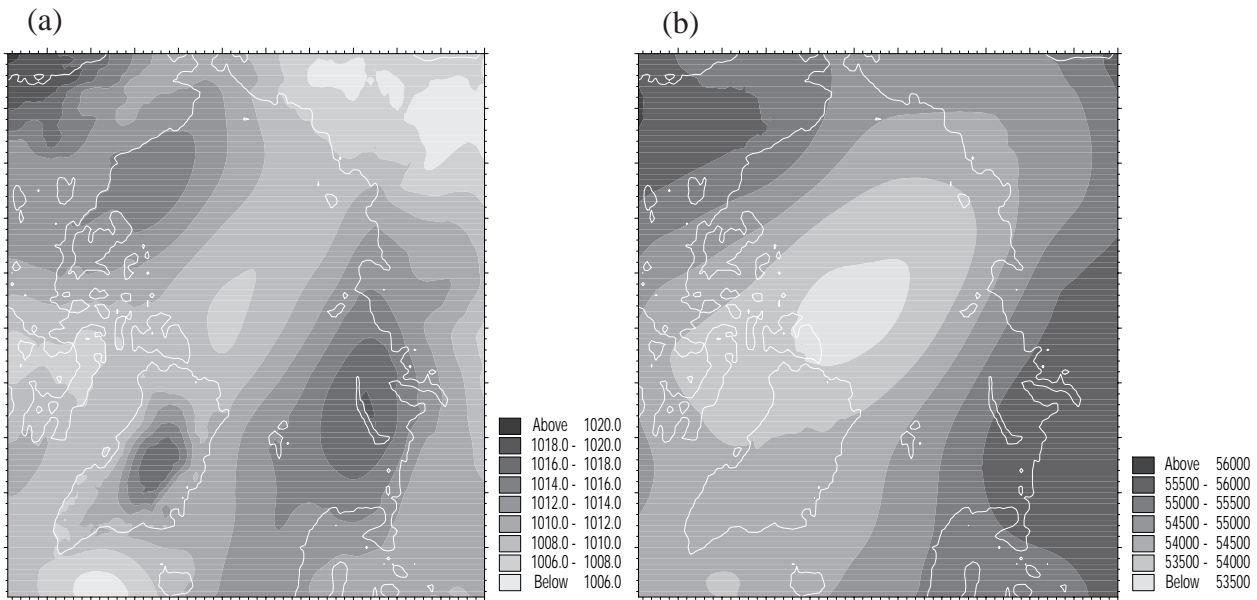 (a)
(b)
Above 1020.0
1018.0 - 1020.0
1016.0 - 1018.0
1014.0 - 1016.0
1012.0 - 1014.0
1010.0 - 1012.0
1008.0 - 1010.0
1006.0 - 1008.0
Below 1006.0
Above 56000
55500 - 56000
55000 - 55500
54500 - 55000
54000 - 54500
53500 - 54000
Below 53500